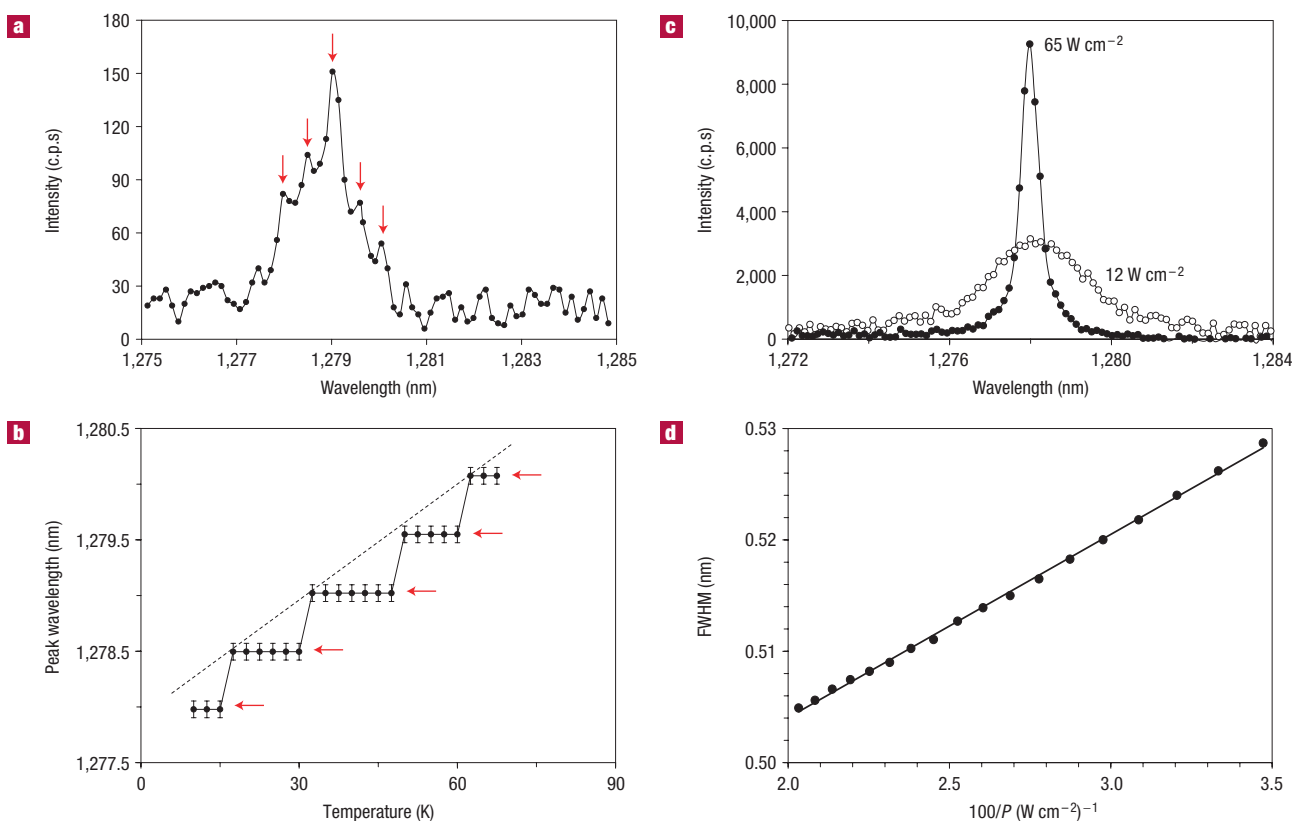 a
180
150
120
90
60
30
0
Intensity (c.p.s)
1,275
1,277
1,279
1,281
1,283
1,285
Wavelength (nm)
c
10,000
8,000
6,000
4,000
2,000
0
Intensity (c.p.s)
65 W cm−2
12 W cm−2
1,272
1,276
1,280
1,284
Wavelength (nm)
b
1,280.5
1,279.5
1,278.5
1,277.5
Peak wavelength (nm)
0
30
60
90
Temperature (K)
d
0.53
0.52
0.51
0.50
FWHM (nm)
2.0
2.5
3.0
3.5
100/P (W cm−2)−1